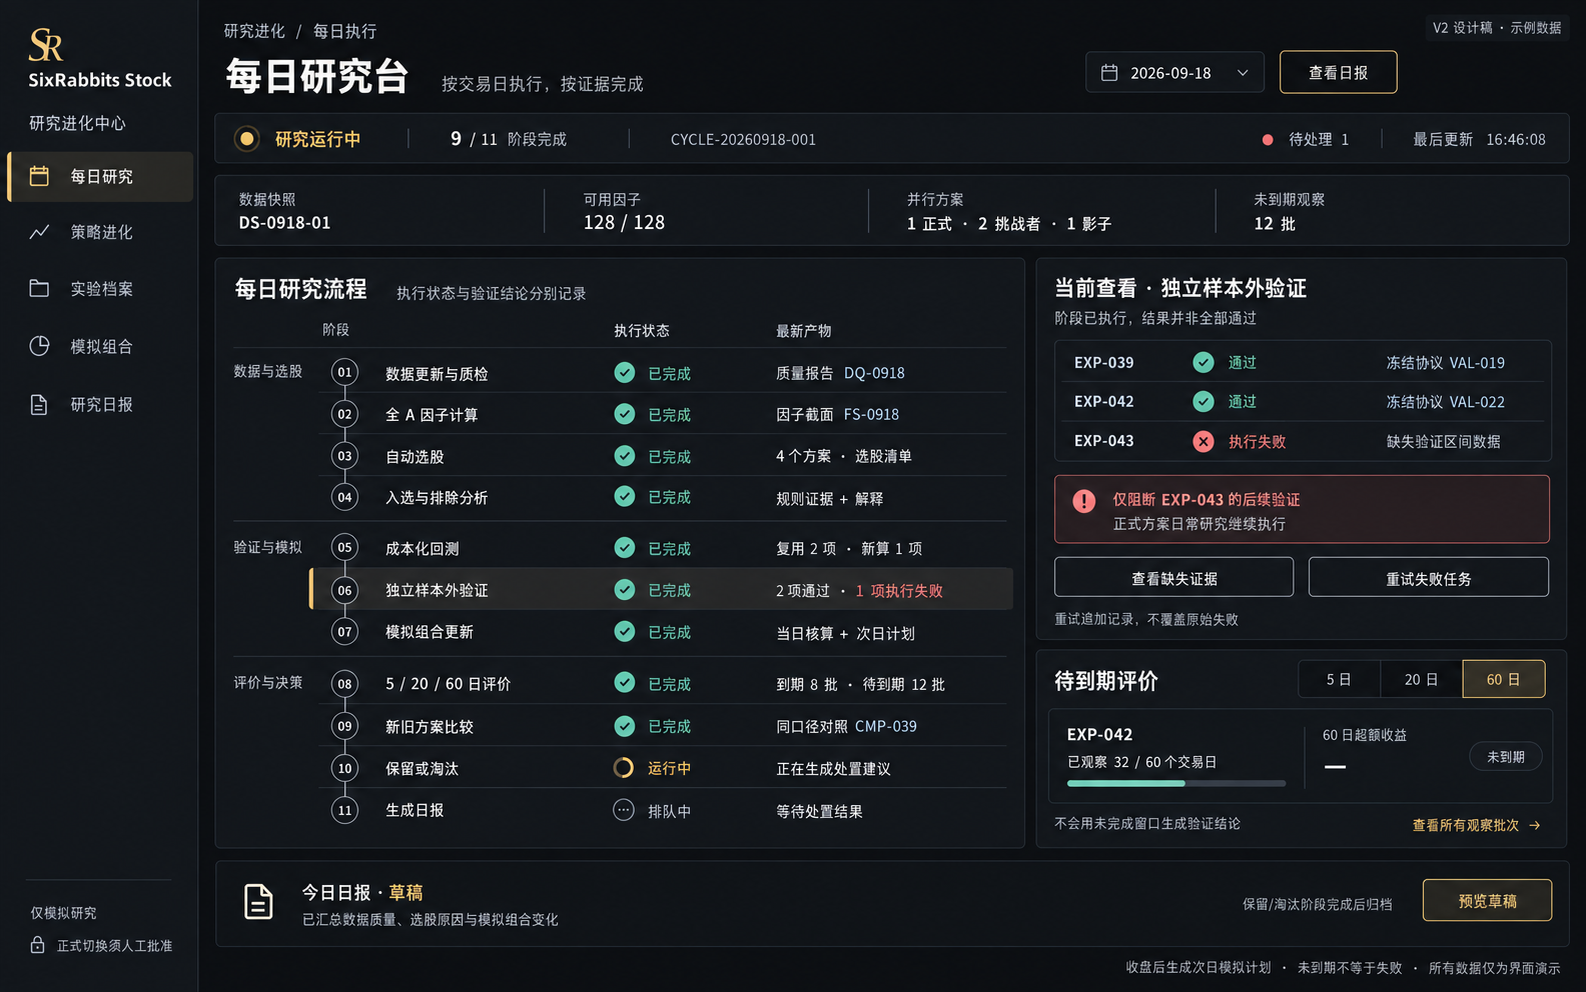 SR
SixRabbits Stock
研究进化中心
每日研究
策略进化
实验档案
模拟组合
研究日报
仅模拟研究
正式切换须人工批准
研究进化 / 每日执行
V2 设计稿 · 示例数据
每日研究台 按交易日执行，按证据完成
2026-09-18
查看日报
研究运行中 9 / 11 阶段完成 CYCLE-20260918-001 待处理 1 最后更新 16:46:08
数据快照 可用因子 并行方案 未到期观察
DS-0918-01 128 / 128 1 正式 · 2 挑战者 · 1 影子 12 批
每日研究流程 执行状态与验证结论分别记录
阶段 执行状态 最新产物
数据与选股 01 数据更新与质检 已完成 质量报告 DQ-0918
02 全 A 因子计算 已完成 因子截面 FS-0918
03 自动选股 已完成 4 个方案 · 选股清单
04 入选与排除分析 已完成 规则证据 + 解释
验证与模拟 05 成本化回测 已完成 复用 2 项 · 新算 1 项
06 独立样本外验证 已完成 2 项通过 · 1 项执行失败
07 模拟组合更新 已完成 当日核算 + 次日计划
评价与决策 08 5 / 20 / 60 日评价 已完成 到期 8 批 · 待到期 12 批
09 新旧方案比较 已完成 同口径对照 CMP-039
10 保留或淘汰 运行中 正在生成处置建议
11 生成日报 排队中 等待处置结果
当前查看 · 独立样本外验证
阶段已执行，结果并非全部通过
EXP-039 通过 冻结协议 VAL-019
EXP-042 通过 冻结协议 VAL-022
EXP-043 执行失败 缺失验证区间数据
仅阻断 EXP-043 的后续验证
正式方案日常研究继续执行
查看缺失证据 重试失败任务
重试追加记录，不覆盖原始失败
待到期评价 5 日 20 日 60 日
EXP-042 60 日超额收益
已观察 32 / 60 个交易日 — 未到期
不会用未完成窗口生成验证结论 查看所有观察批次 →
今日日报 · 草稿
已汇总数据质量、选股原因与模拟组合变化
保留/淘汰阶段完成后归档 预览草稿
收盘后生成次日模拟计划 · 未到期不等于失败 · 所有数据仅为界面演示